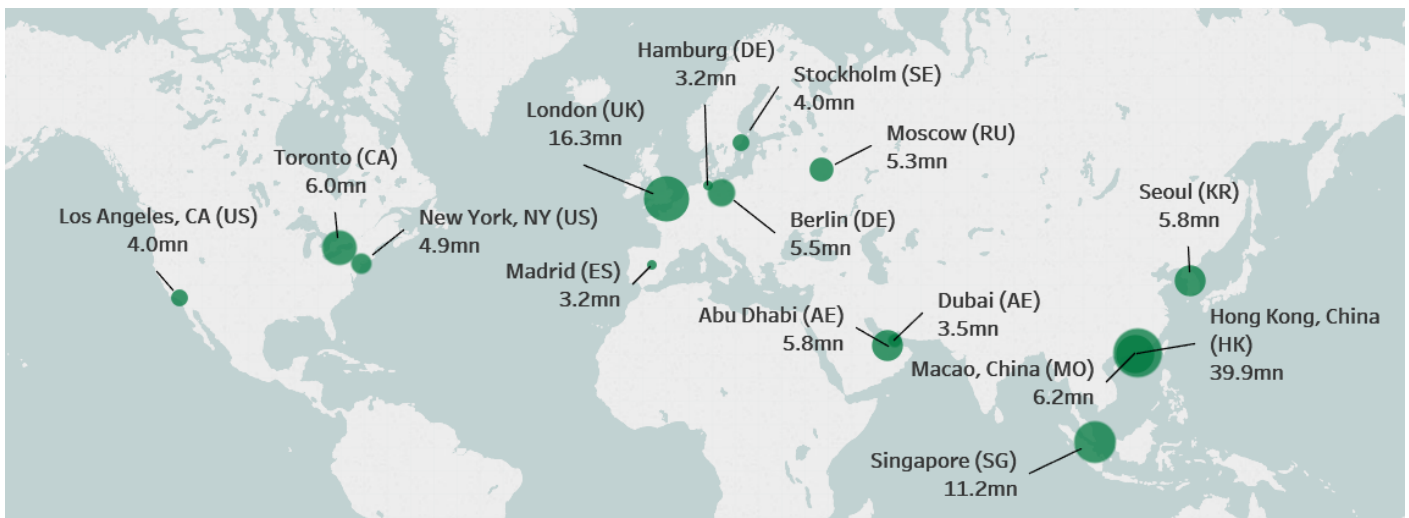 Hamburg (DE)
3.2mn
Stockholm (SE)
4.0mn
London (UK)
16.3mn
Moscow (RU)
5.3mn
Toronto (CA)
6.0mn
Seoul (KR)
5.8mn
Los Angeles, CA (US)
4.0mn
New York, NY (US)
4.9mn
Berlin (DE)
5.5mn
Madrid (ES)
3.2mn
Abu Dhabi (AE)
5.8mn
Dubai (AE)
3.5mn
Hong Kong, China
(HK)
39.9mn
Macao, China (MO)
6.2mn
Singapore (SG)
11.2mn